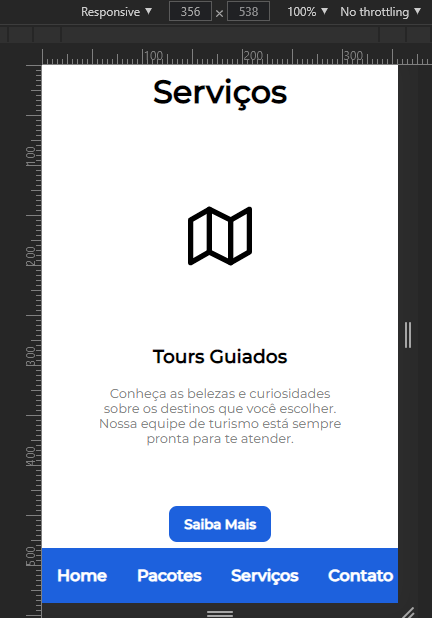 Responsive ▼ 356 × 538 100% ▼ No throttling ▼
100 200 300
100
200
300
400
500
Serviços
Tours Guiados
Conheça as belezas e curiosidades
sobre os destinos que você escolher.
Nossa equipe de turismo está sempre
pronta para te atender.
Saiba Mais
Home Pacotes Serviços Contato